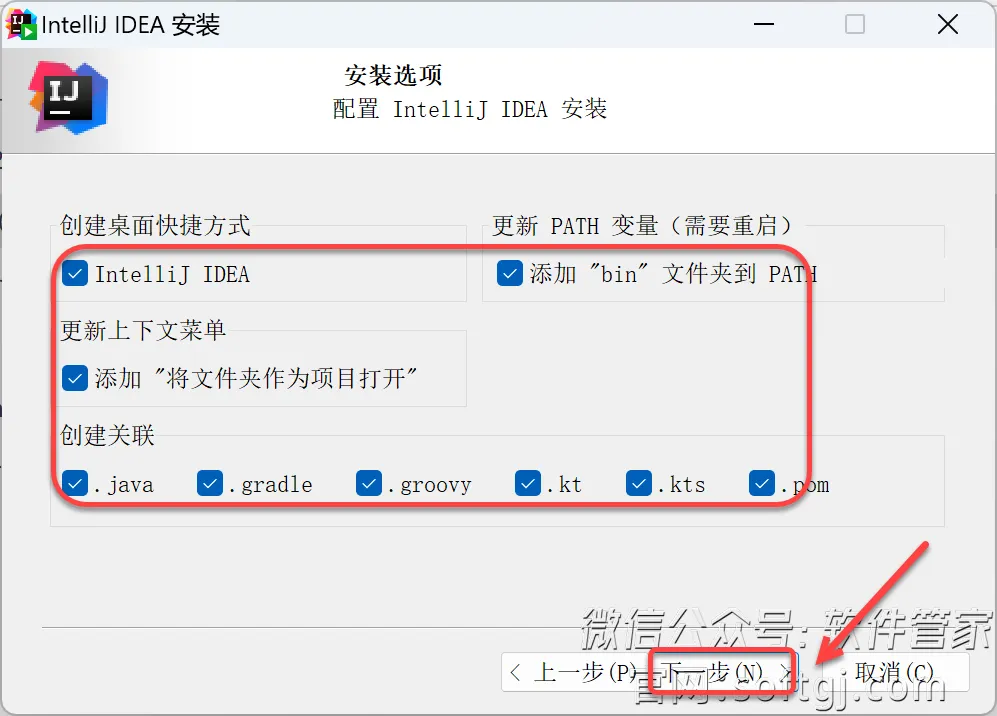 IntelliJ IDEA 安装
IJ
安装选项
配置 IntelliJ IDEA 安装
创建桌面快捷方式
更新 PATH 变量（需要重启）
IntelliJ IDEA
添加 "bin" 文件夹到 PATH
更新上下文菜单
添加 "将文件夹作为项目打开"
创建关联
.java .gradle .groovy .kt .kts .pom
微信公众号:软件管家
< 上一步(P) 下一步(N) > 取消(C)
官网.softgj.com